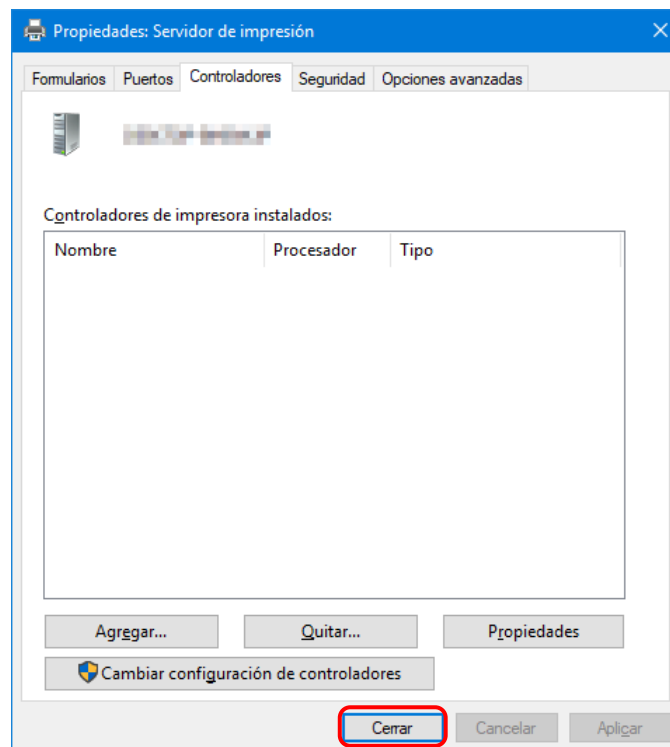 Propiedades: Servidor de impresión
Formularios Puertos Controladores Seguridad Opciones avanzadas
Controladores de impresora instalados:
Nombre Procesador Tipo
Agregar... Quitar... Propiedades
Cambiar configuración de controladores
Cerrar Cancelar Aplicar